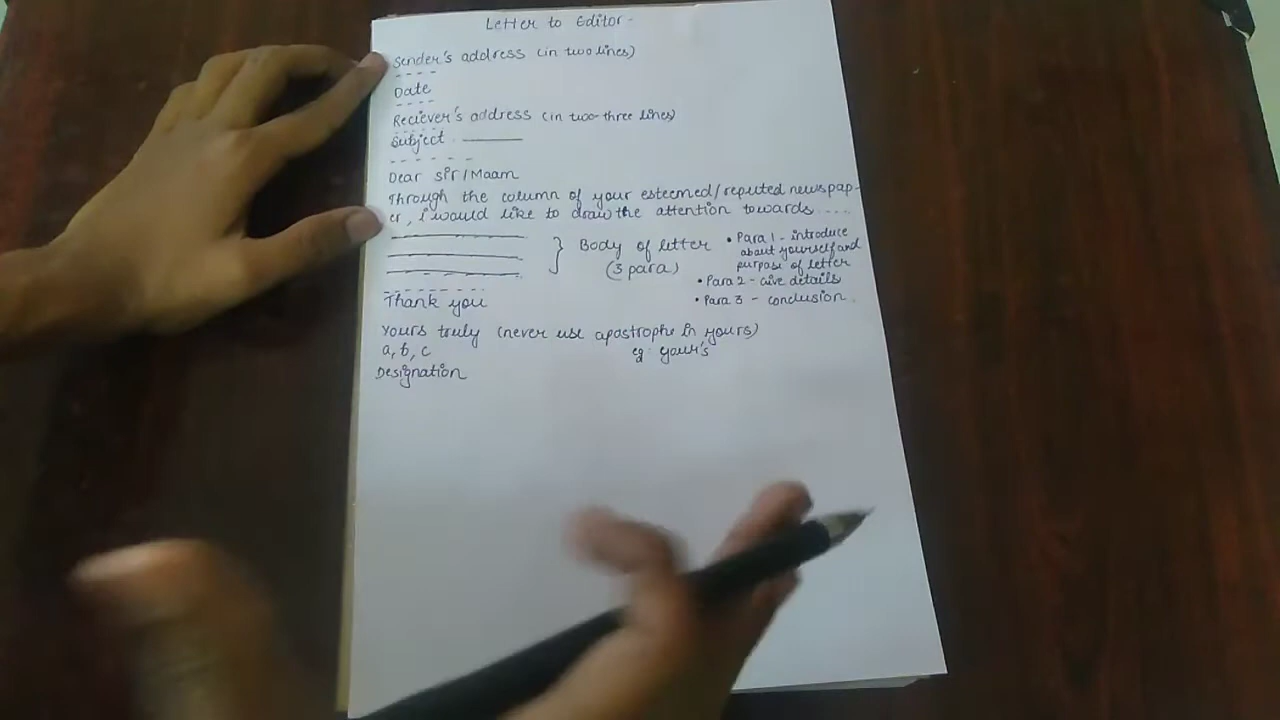 Letter to Editor -
Sender's address (in two lines)
Date
Reciever's address (in two-three lines)
Subject
Dear Sir/Maam
Through the column of your esteemed/reputed newspap-
er, i would like to draw the attention towards ....
Body of letter
(3 para)
• Para 1 - introduce
about yourself and
purpose of letter
• Para 2 - Give details
• Para 3 - conclusion.
Thank you
Yours truly (never use apastrophe in yours)
a, b, c
eg: your's
Designation